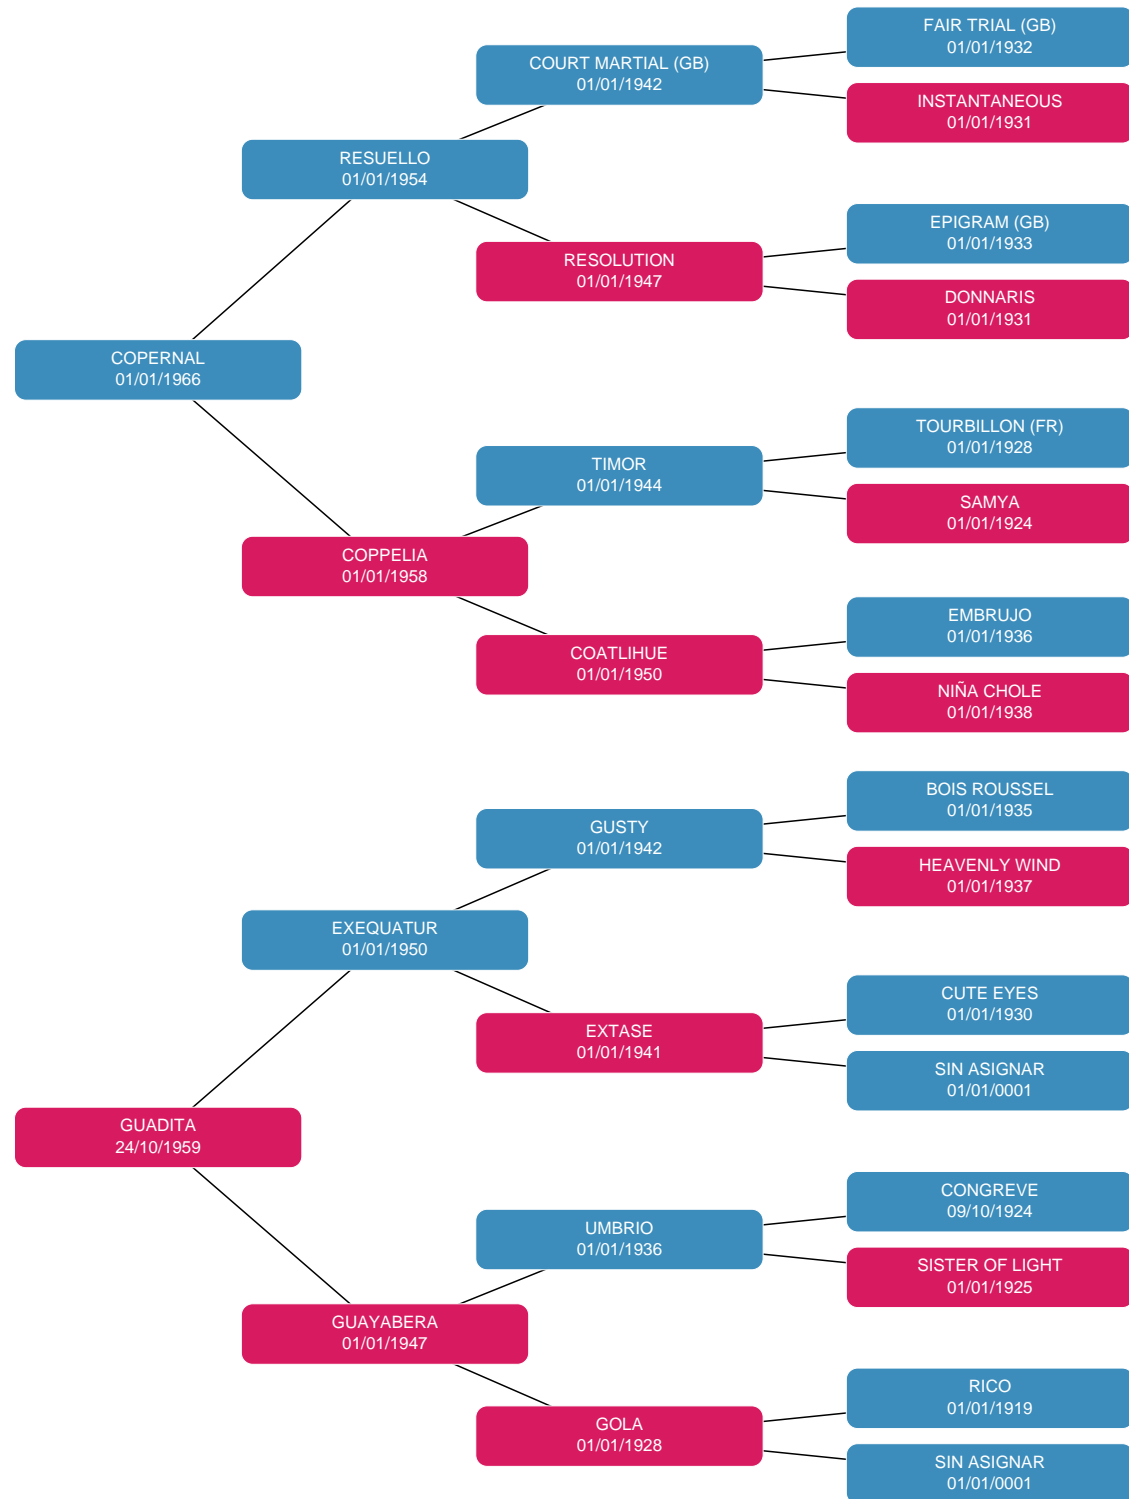 FAIR TRIAL (GB)
01/01/1932
COURT MARTIAL (GB)
01/01/1942
INSTANTANEOUS
01/01/1931
RESUELLO
01/01/1954
EPIGRAM (GB)
01/01/1933
RESOLUTION
01/01/1947
DONNARIS
01/01/1931
COPERNAL
01/01/1966
TOURBILLON (FR)
01/01/1928
TIMOR
01/01/1944
SAMYA
01/01/1924
COPPELIA
01/01/1958
EMBRUJO
01/01/1936
COATLIHUE
01/01/1950
NIÑA CHOLE
01/01/1938
BOIS ROUSSEL
01/01/1935
GUSTY
01/01/1942
HEAVENLY WIND
01/01/1937
EXEQUATUR
01/01/1950
CUTE EYES
01/01/1930
EXTASE
01/01/1941
SIN ASIGNAR
01/01/0001
GUADITA
24/10/1959
CONGREVE
09/10/1924
UMBRIO
01/01/1936
SISTER OF LIGHT
01/01/1925
GUAYABERA
01/01/1947
RICO
01/01/1919
GOLA
01/01/1928
SIN ASIGNAR
01/01/0001